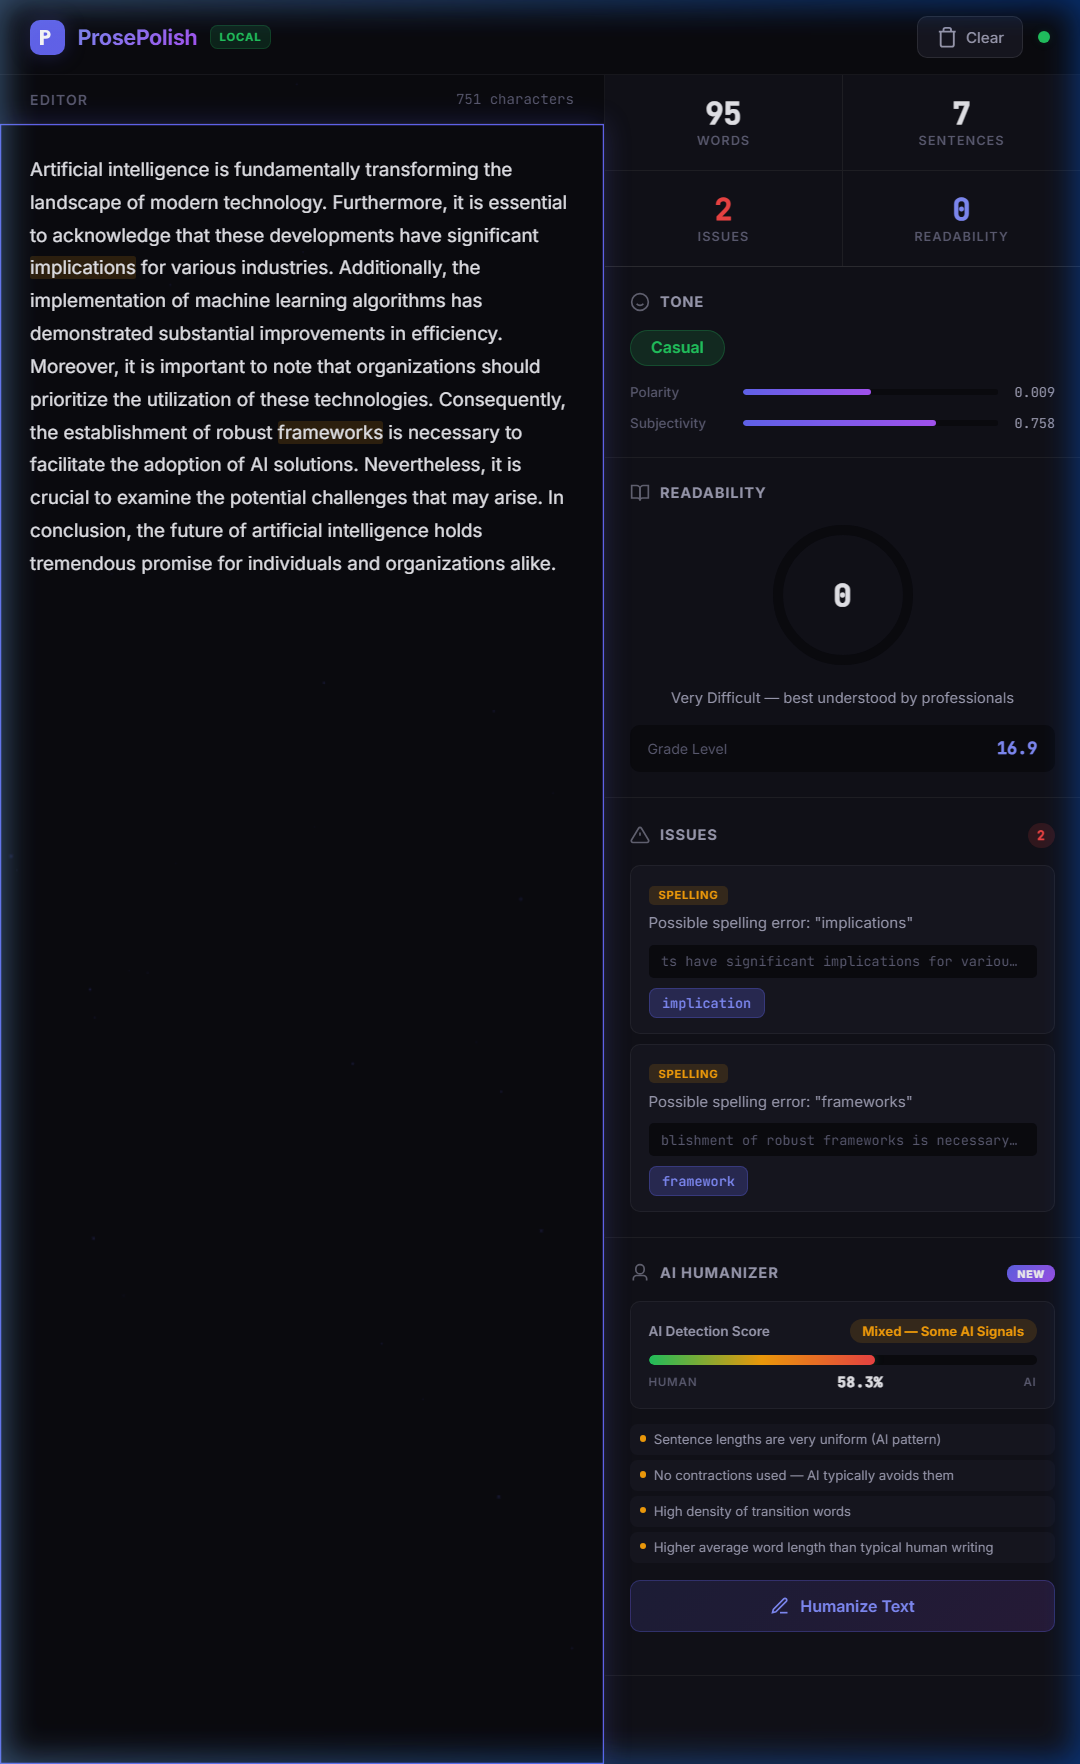 P ProsePolish LOCAL
Clear
EDITOR 751 characters
Artificial intelligence is fundamentally transforming the
landscape of modern technology. Furthermore, it is essential
to acknowledge that these developments have significant
implications for various industries. Additionally, the
implementation of machine learning algorithms has
demonstrated substantial improvements in efficiency.
Moreover, it is important to note that organizations should
prioritize the utilization of these technologies. Consequently,
the establishment of robust frameworks is necessary to
facilitate the adoption of AI solutions. Nevertheless, it is
crucial to examine the potential challenges that may arise. In
conclusion, the future of artificial intelligence holds
tremendous promise for individuals and organizations alike.
95
WORDS
7
SENTENCES
2
ISSUES
0
READABILITY
TONE
Casual
Polarity 0.009
Subjectivity 0.758
READABILITY
0
Very Difficult — best understood by professionals
Grade Level 16.9
ISSUES 2
SPELLING
Possible spelling error: "implications"
ts have significant implications for variou…
implication
SPELLING
Possible spelling error: "frameworks"
blishment of robust frameworks is necessary…
framework
AI HUMANIZER NEW
AI Detection Score Mixed — Some AI Signals
HUMAN 58.3% AI
Sentence lengths are very uniform (AI pattern)
No contractions used — AI typically avoids them
High density of transition words
Higher average word length than typical human writing
Humanize Text